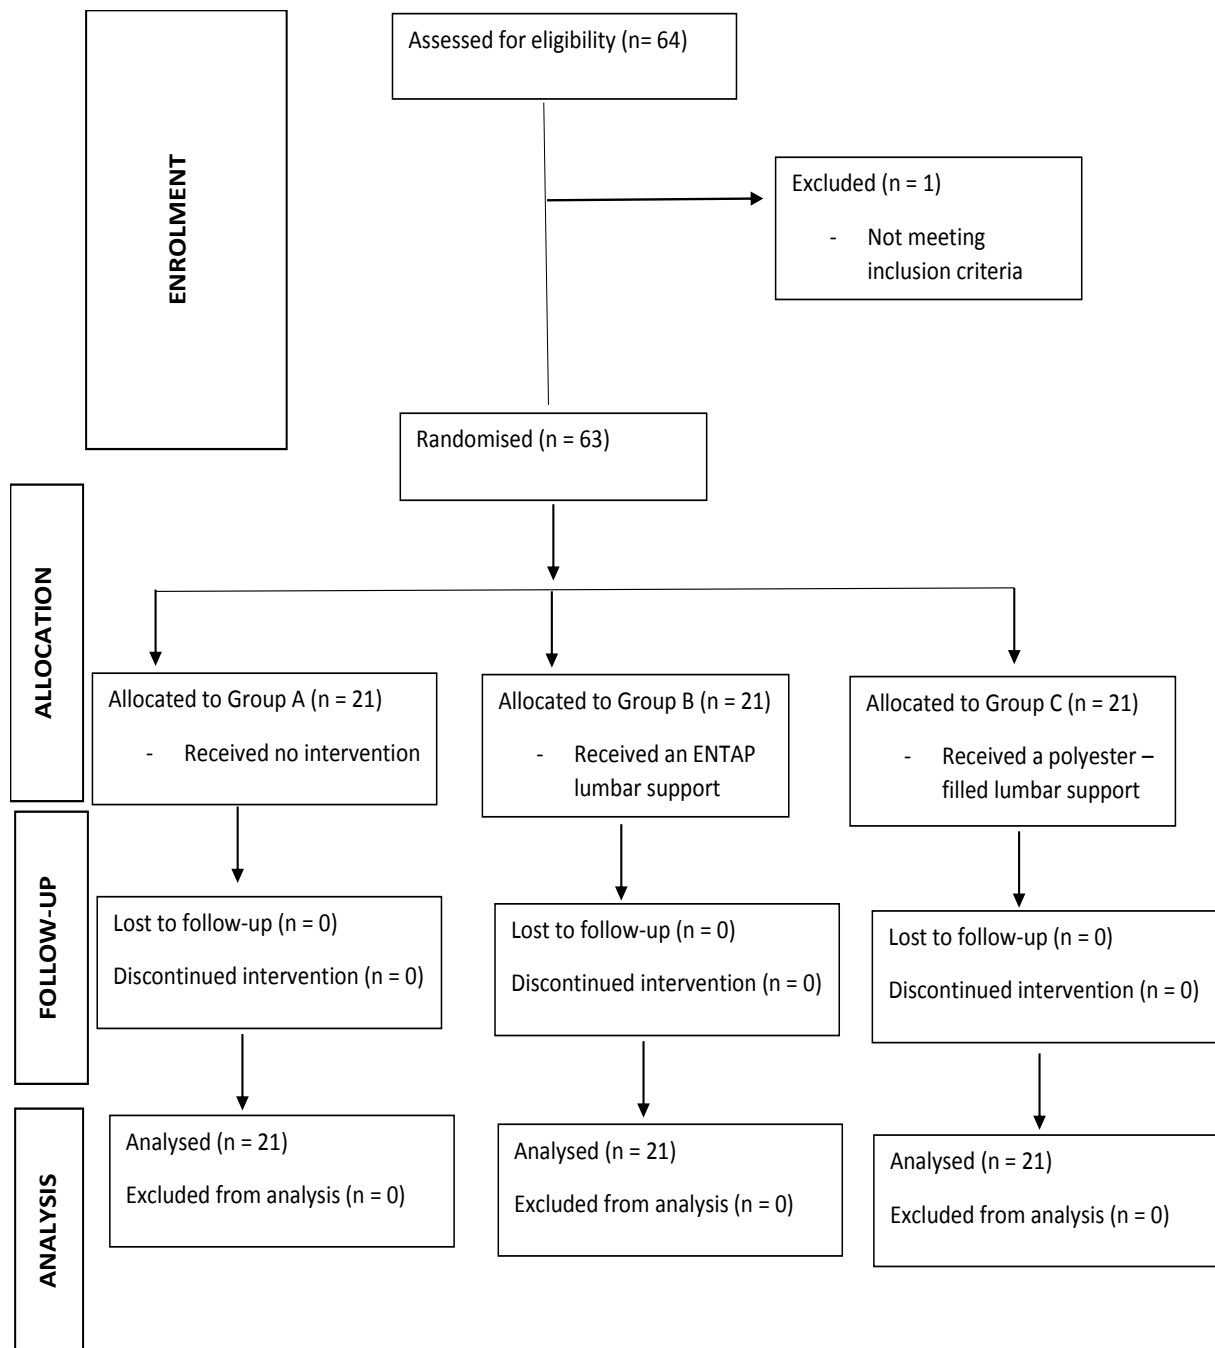 Assessed for eligibility (n= 64)
ENROLMENT
Excluded (n = 1)
- Not meeting
inclusion criteria
Randomised (n = 63)
ALLOCATION
Allocated to Group A (n = 21)
- Received no intervention
Allocated to Group B (n = 21)
- Received an ENTAP
lumbar support
Allocated to Group C (n = 21)
- Received a polyester –
filled lumbar support
FOLLOW-UP
Lost to follow-up (n = 0)
Discontinued intervention (n = 0)
Lost to follow-up (n = 0)
Discontinued intervention (n = 0)
Lost to follow-up (n = 0)
Discontinued intervention (n = 0)
ANALYSIS
Analysed (n = 21)
Excluded from analysis (n = 0)
Analysed (n = 21)
Excluded from analysis (n = 0)
Analysed (n = 21)
Excluded from analysis (n = 0)